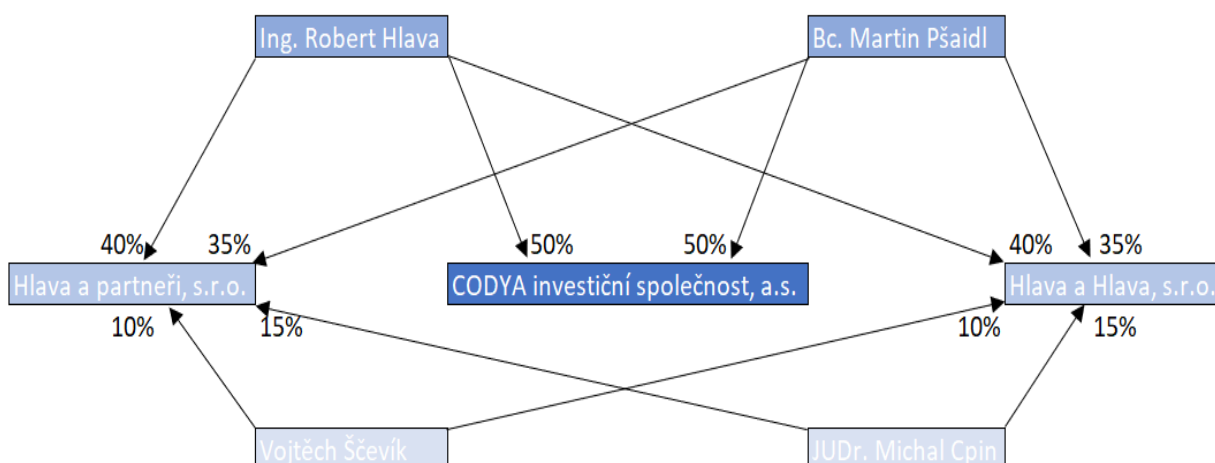 Ing. Robert Hlava
Bc. Martin Pšaidl
40%
35%
50%
50%
40%
35%
Hlava a partneři, s.r.o.
CODYA investiční společnost, a.s.
Hlava a Hlava, s.r.o.
10%
15%
10%
15%
Vojtěch Ščevík
JUDr. Michal Cpin